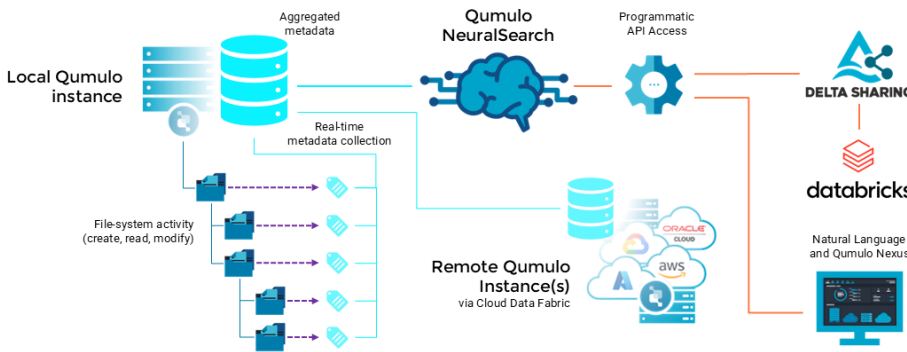 Aggregated
metadata
Qumulo
NeuralSearch
Programmatic
API Access
Local Qumulo
instance
DELTA SHARING
Real-time
metadata collection
databricks
File-system activity
(create, read, modify)
ORACLE
CLOUD
aws
Remote Qumulo
Instance(s)
via Cloud Data Fabric
Natural Language
and Qumulo Nexus